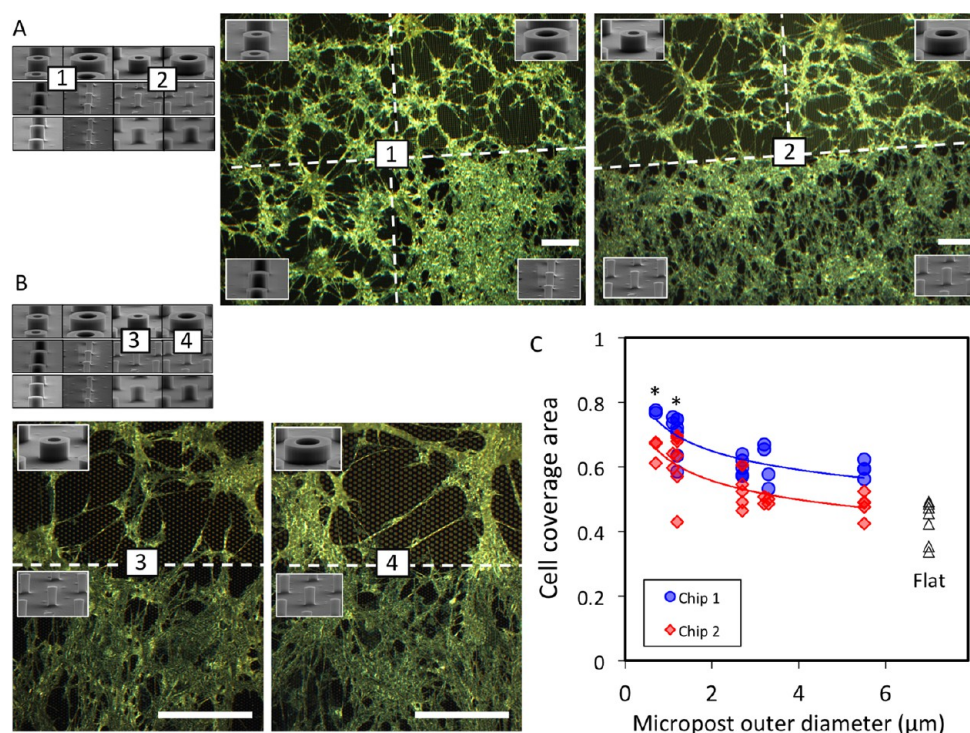 A
1
2
1
2
B
3
4
3
4
C
Cell coverage area
1
0.8
0.6
0.4
0.2
0
* *
Flat
Chip 1
Chip 2
0 2 4 6
Micropost outer diameter (μm)